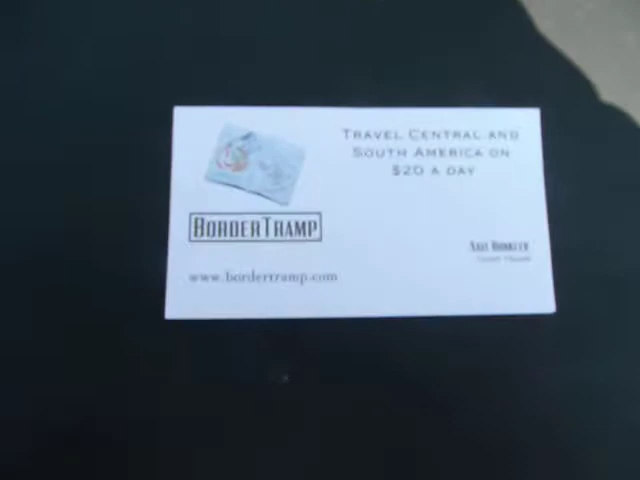 TRAVEL CENTRAL AND
SOUTH AMERICA ON
$20 A DAY
BORDERTRAMP
www.bordertramp.com